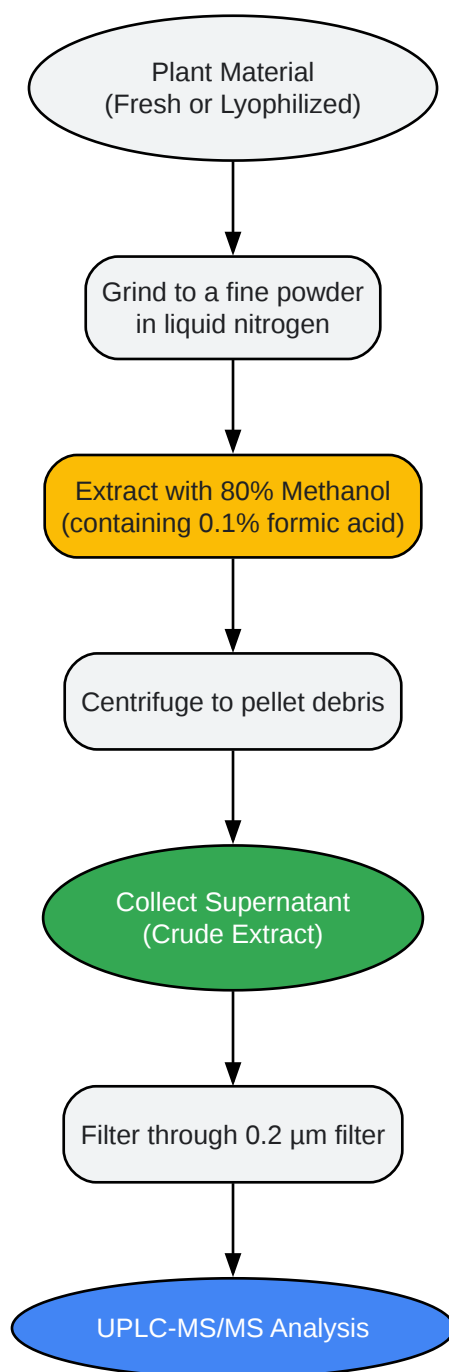 Plant Material
(Fresh or Lyophilized)
Grind to a fine powder
in liquid nitrogen
Extract with 80% Methanol
(containing 0.1% formic acid)
Centrifuge to pellet debris
Collect Supernatant
(Crude Extract)
Filter through 0.2 µm filter
UPLC-MS/MS Analysis